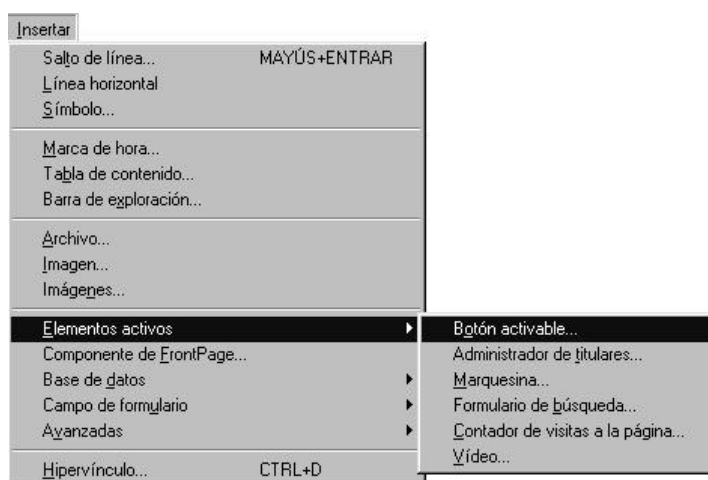 Insertar
Salto de línea... MAYÚS+ENTRAR
Línea horizontal
Símbolo...
Marca de hora...
Tabla de contenido...
Barra de exploración...
Archivo...
Imagen...
Imágenes...
Elementos activos
Componente de FrontPage...
Base de datos
Campo de formulario
Avanzadas
Hipervínculo... CTRL+D
Botón activable...
Administrador de titulares...
Marquesina...
Formulario de búsqueda...
Contador de visitas a la página...
Vídeo...